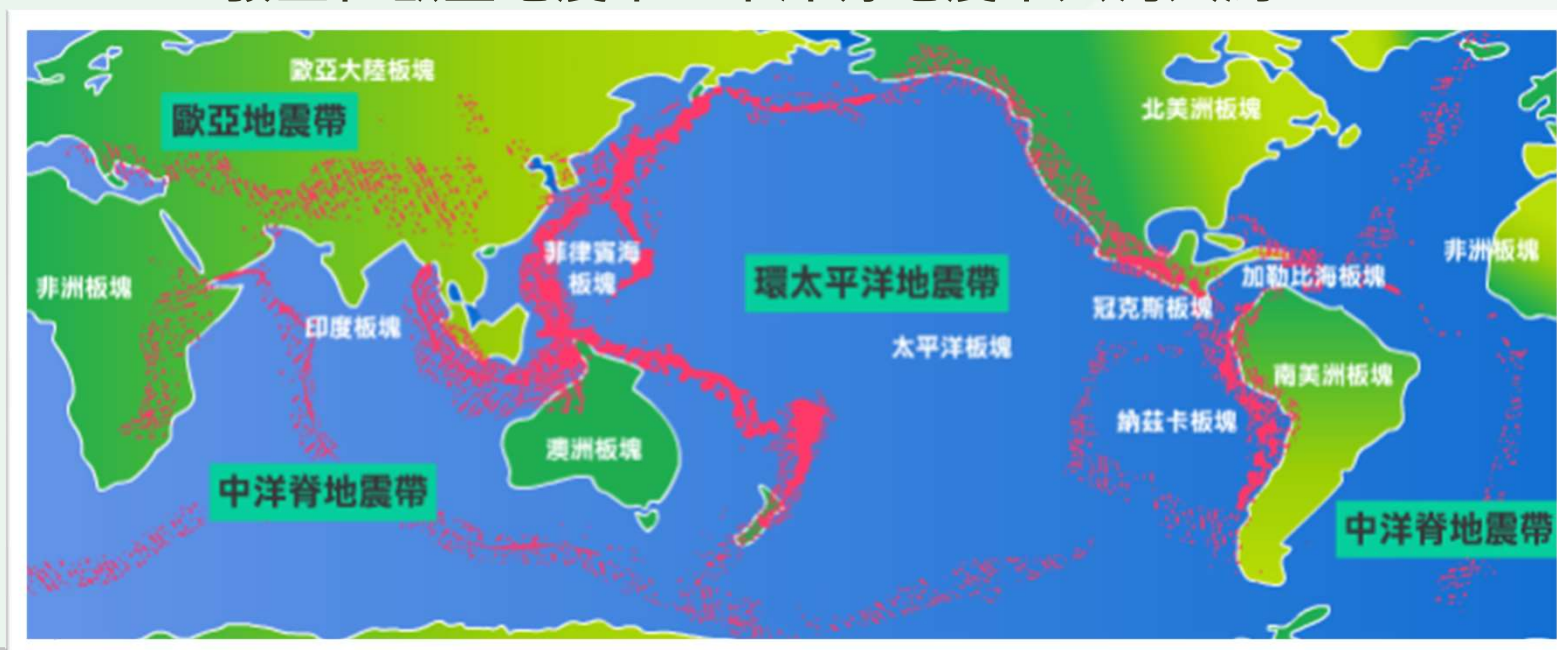 歐亞大陸板塊
歐亞地震帶
北美洲板塊
菲律賓海
板塊
非洲板塊
環太平洋地震帶
非洲板塊
加勒比海板塊
冠克斯板塊
印度板塊
太平洋板塊
南美洲板塊
納茲卡板塊
澳洲板塊
中洋脊地震帶
中洋脊地震帶